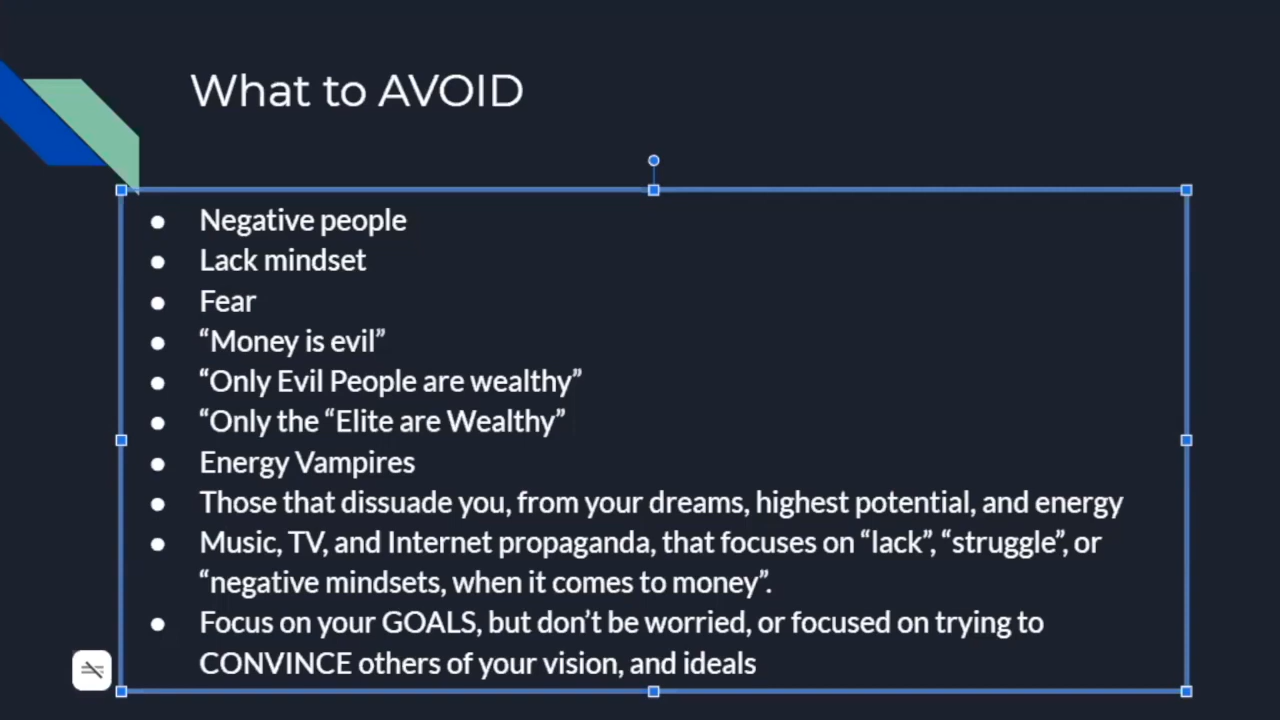 What to AVOID
● Negative people
● Lack mindset
● Fear
● “Money is evil”
● “Only Evil People are wealthy”
● “Only the “Elite are Wealthy”
● Energy Vampires
● Those that dissuade you, from your dreams, highest potential, and energy
● Music, TV, and Internet propaganda, that focuses on “lack”, “struggle”, or
“negative mindsets, when it comes to money”.
● Focus on your GOALS, but don’t be worried, or focused on trying to
CONVINCE others of your vision, and ideals